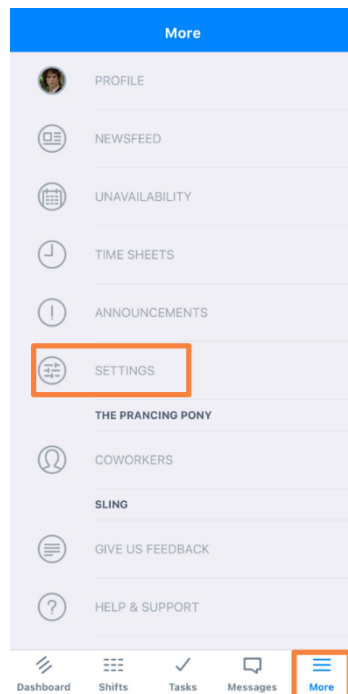 More
PROFILE
NEWSFEED
UNAVAILABILITY
TIME SHEETS
ANNOUNCEMENTS
SETTINGS
THE PRANCING PONY
COWORKERS
SLING
GIVE US FEEDBACK
HELP & SUPPORT
Dashboard Shifts Tasks Messages More